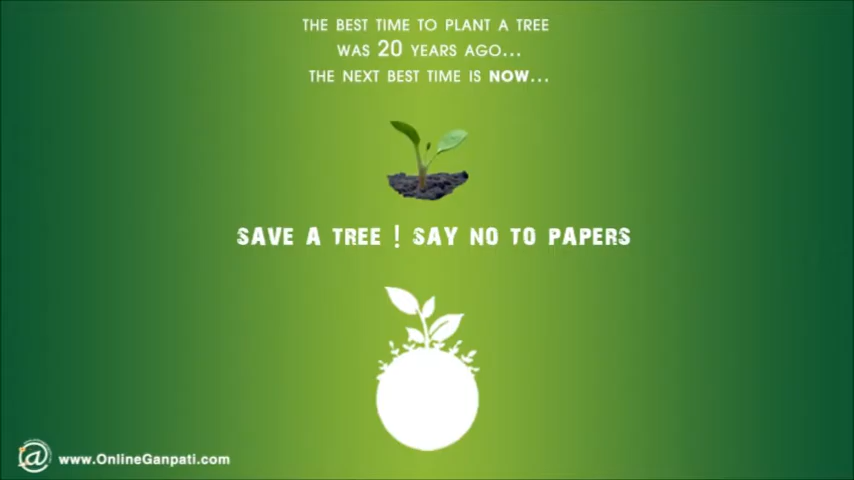 THE BEST TIME TO PLANT A TREE
WAS 20 YEARS AGO...
THE NEXT BEST TIME IS NOW...
SAVE A TREE ! SAY NO TO PAPERS
@ www.OnlineGanpati.com